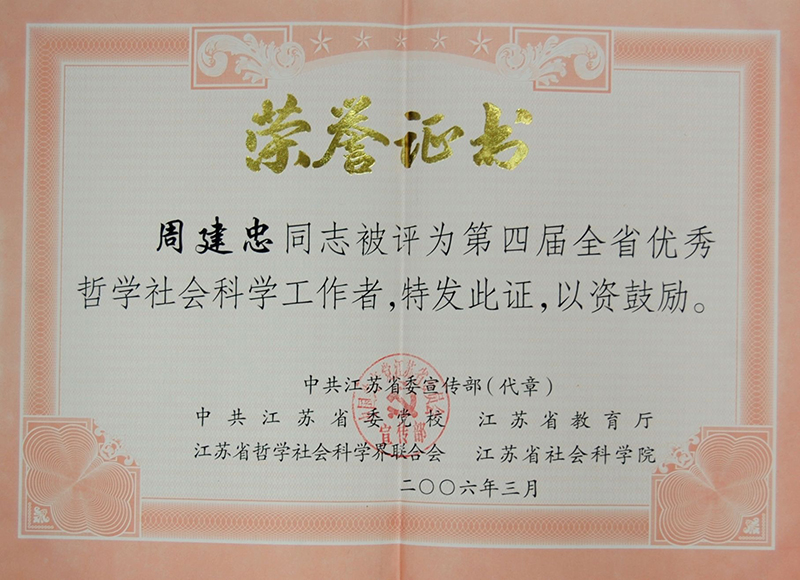 荣誉证书
周建忠同志被评为第四届全省优秀
哲学社会科学工作者,特发此证,以资鼓励。
中共江苏省委宣传部(代章)
中共江苏省委党校 江苏省教育厅
江苏省哲学社会科学界联合会 江苏省社会科学院
二〇〇六年三月
宣传部